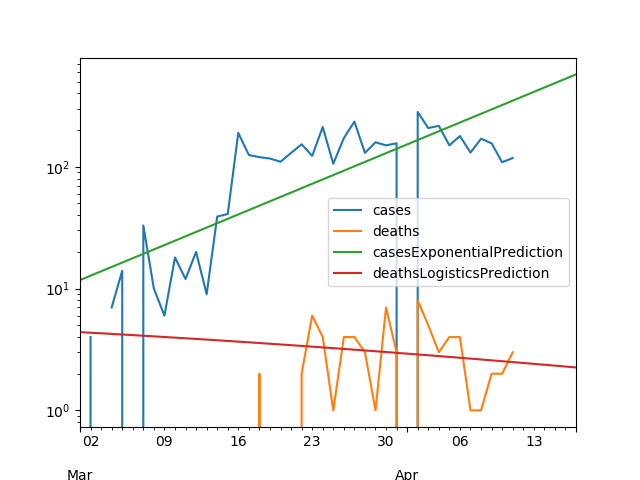 10²
10¹
10⁰
cases
deaths
casesExponentialPrediction
deathsLogisticsPrediction
02 09 16 23 30 06 13
Mar Apr